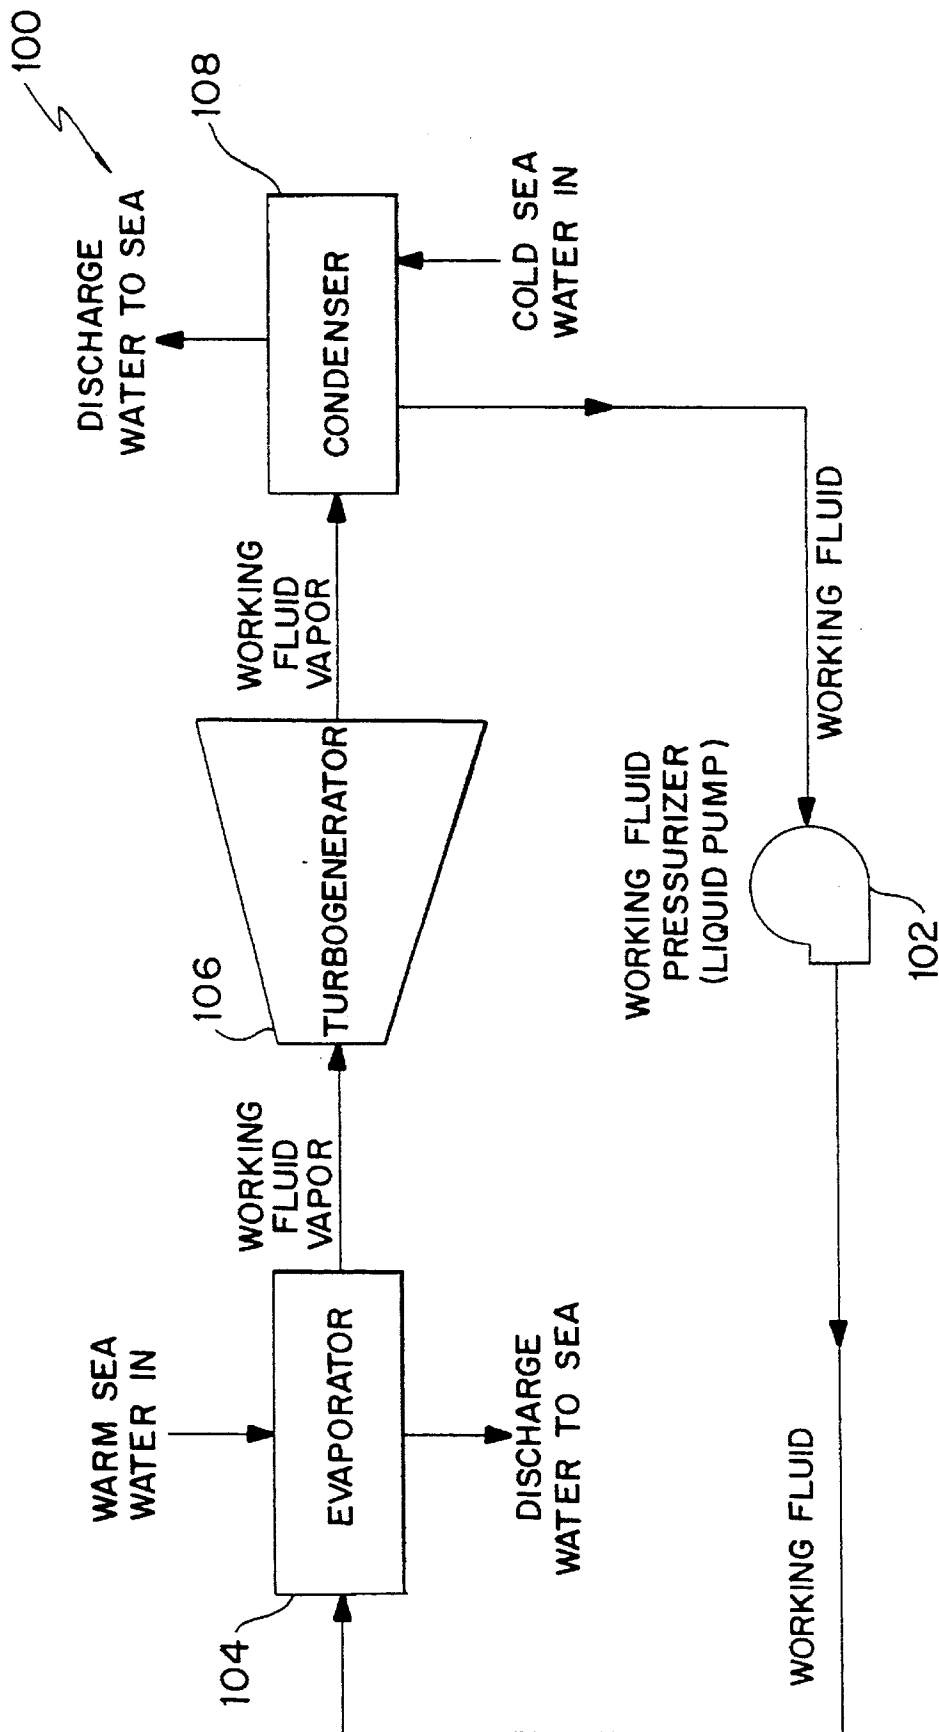 100
108
DISCHARGE
WATER TO SEA
CONDENSER
COLD SEA
WATER IN
WORKING
FLUID
VAPOR
TURBOGENERATOR
106
WORKING
FLUID
VAPOR
WARM SEA
WATER IN
EVAPORATOR
104
DISCHARGE
WATER TO SEA
WORKING FLUID
PRESSURIZER
(LIQUID PUMP)
102
WORKING FLUID
WORKING FLUID